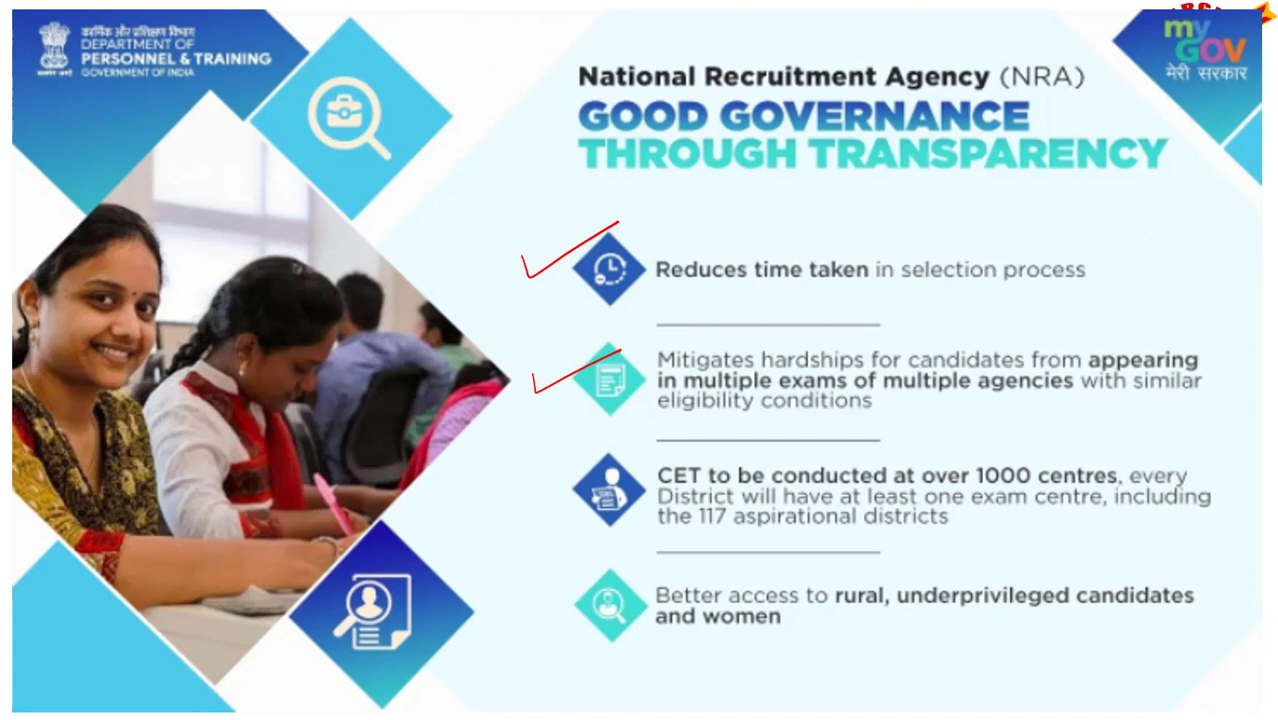 कार्मिक और प्रशिक्षण विभाग
DEPARTMENT OF
PERSONNEL & TRAINING
GOVERNMENT OF INDIA
my
GOV
मेरी सरकार
National Recruitment Agency (NRA)
GOOD GOVERNANCE
THROUGH TRANSPARENCY
Reduces time taken in selection process
Mitigates hardships for candidates from appearing
in multiple exams of multiple agencies with similar
eligibility conditions
CET to be conducted at over 1000 centres, every
District will have at least one exam centre, including
the 117 aspirational districts
Better access to rural, underprivileged candidates
and women